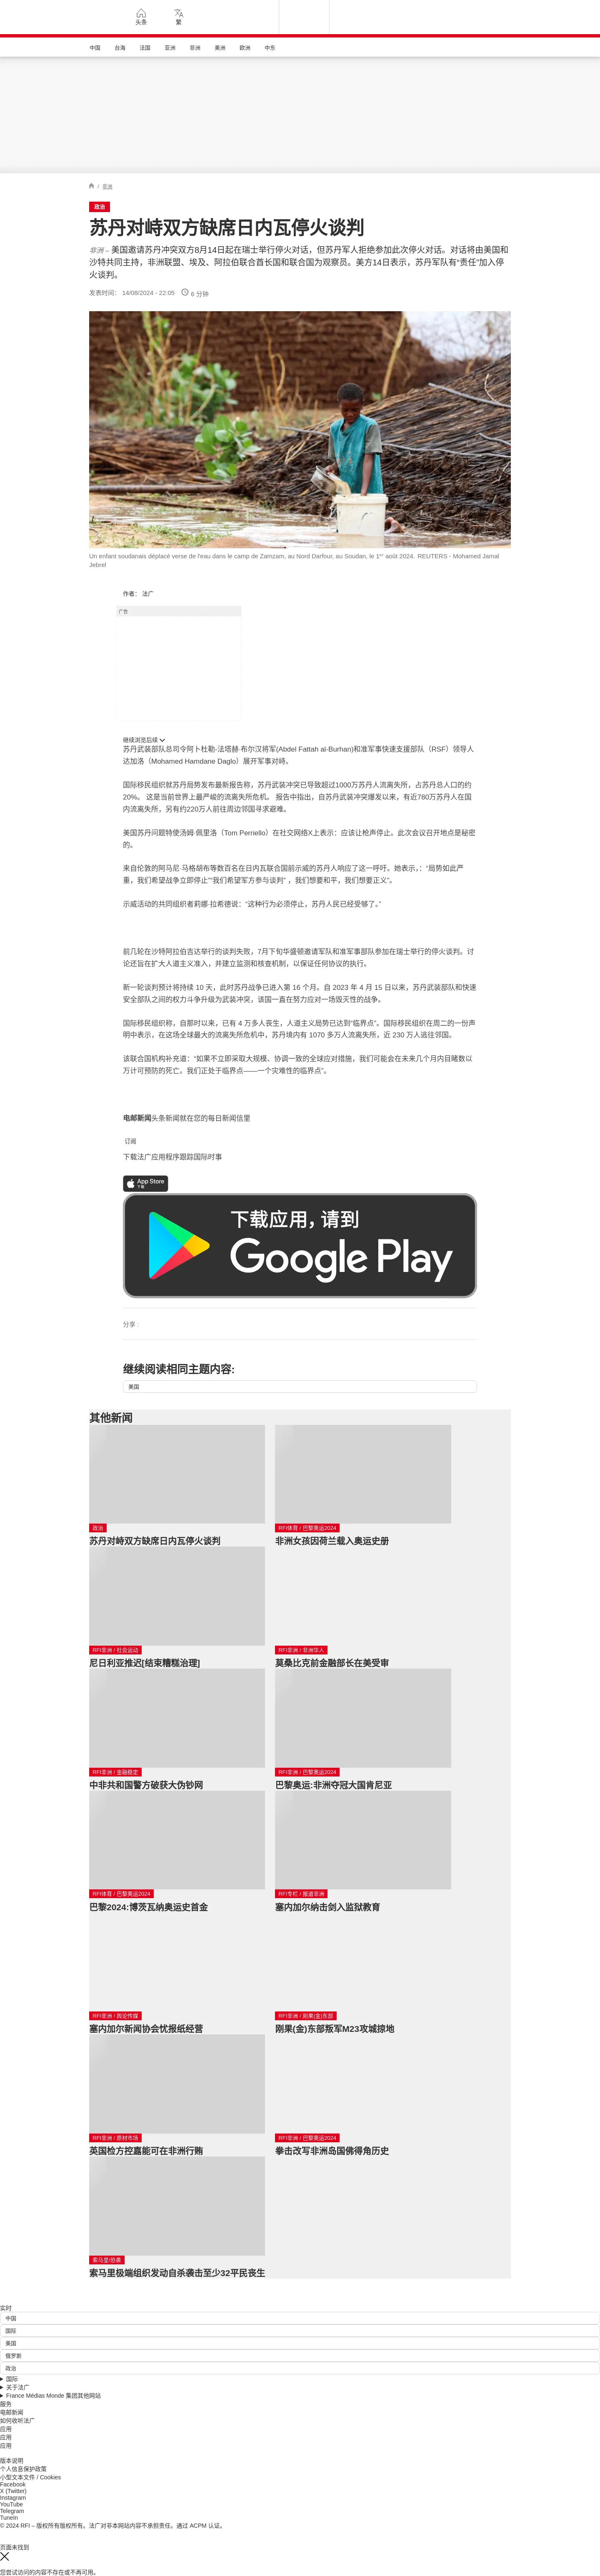 头条
繁
中国
台海
法国
亚洲
非洲
美洲
欧洲
中东
/ 非洲
政治
苏丹对峙双方缺席日内瓦停火谈判
非洲 – 美国邀请苏丹冲突双方8月14日起在瑞士举行停火对话，但苏丹军人拒绝参加此次停火对话。对话将由美国和
沙特共同主持，非洲联盟、埃及、阿拉伯联合酋长国和联合国为观察员。美方14日表示，苏丹军队有“责任”加入停
火谈判。
发表时间： 14/08/2024 - 22:05
6 分钟
Un enfant soudanais déplacé verse de l'eau dans le camp de Zamzam, au Nord Darfour, au Soudan, le 1er août 2024. REUTERS - Mohamed Jamal
Jebrel
作者： 法广
广告
继续浏览后续
苏丹武装部队总司令阿卜杜勒-法塔赫·布尔汉将军(Abdel Fattah al-Burhan)和准军事快速支援部队（RSF）领导人
达加洛（Mohamed Hamdane Daglo）展开军事对峙。
国际移民组织就苏丹局势发布最新报告称，苏丹武装冲突已导致超过1000万苏丹人流离失所，占苏丹总人口的约
20%。 这是当前世界上最严峻的流离失所危机。 报告中指出，自苏丹武装冲突爆发以来，有近780万苏丹人在国
内流离失所，另有约220万人前往周边邻国寻求避难。
美国苏丹问题特使汤姆·佩里洛（Tom Perriello）在社交网络X上表示：应该让枪声停止。此次会议召开地点是秘密
的。
来自伦敦的阿马尼·马格胡布等数百名在日内瓦联合国前示威的苏丹人响应了这一呼吁。她表示,：“局势如此严
重，我们希望战争立即停止”“我们希望军方参与谈判” ，我们想要和平，我们想要正义”。
示威活动的共同组织者莉娜·拉希德说：“这种行为必须停止，苏丹人民已经受够了。”
前几轮在沙特阿拉伯吉达举行的谈判失败，7月下旬华盛顿邀请军队和准军事部队参加在瑞士举行的停火谈判。讨
论还旨在扩大人道主义准入，并建立监测和核查机制，以保证任何协议的执行。
新一轮谈判预计将持续 10 天，此时苏丹战争已进入第 16 个月。自 2023 年 4 月 15 日以来，苏丹武装部队和快速
安全部队之间的权力斗争升级为武装冲突，该国一直在努力应对一场毁灭性的战争。
国际移民组织称，自那时以来，已有 4 万多人丧生，人道主义局势已达到“临界点”。国际移民组织在周二的一份声
明中表示，在这场全球最大的流离失所危机中，苏丹境内有 1070 多万人流离失所，近 230 万人逃往邻国。
该联合国机构补充道：“如果不立即采取大规模、协调一致的全球应对措施，我们可能会在未来几个月内目睹数以
万计可预防的死亡。我们正处于临界点——一个灾难性的临界点”。
电邮新闻头条新闻就在您的每日新闻信里
订阅
下载法广应用程序跟踪国际时事
App Store
下载
下载应用，请到
Google Play
分享 :
继续阅读相同主题内容:
美国
其他新闻
政治
苏丹对峙双方缺席日内瓦停火谈判
RFI体育 / 巴黎奥运2024
非洲女孩因荷兰载入奥运史册
RFI非洲 / 社会运动
尼日利亚推迟[结束糟糕治理]
RFI非洲 / 非洲华人
莫桑比克前金融部长在美受审
RFI非洲 / 金融稳定
中非共和国警方破获大伪钞网
RFI非洲 / 巴黎奥运2024
巴黎奥运:非洲夺冠大国肯尼亚
RFI体育 / 巴黎奥运2024
巴黎2024:博茨瓦纳奥运史首金
RFI专栏 / 报道非洲
塞内加尔纳击剑入监狱教育
RFI非洲 / 舆论传媒
塞内加尔新闻协会忧报纸经营
RFI非洲 / 刚果(金)东部
刚果(金)东部叛军M23攻城掠地
RFI非洲 / 原材市场
英国检方控嘉能可在非洲行贿
RFI非洲 / 巴黎奥运2024
拳击改写非洲岛国佛得角历史
索马里/恐袭
索马里极端组织发动自杀袭击至少32平民丧生
实时
中国
国际
美国
俄罗斯
政治
国际
关于法广
France Médias Monde 集团其他网站
服务
电邮新闻
如何收听法广
应用
应用
应用
版本说明
个人信息保护政策
小型文本文件 / Cookies
Facebook
X (Twitter)
Instagram
YouTube
Telegram
Tunein
© 2024 RFI – 版权所有版权所有。法广对非本网站内容不承担责任。通过 ACPM 认证。
页面未找到
您尝试访问的内容不存在或不再可用。